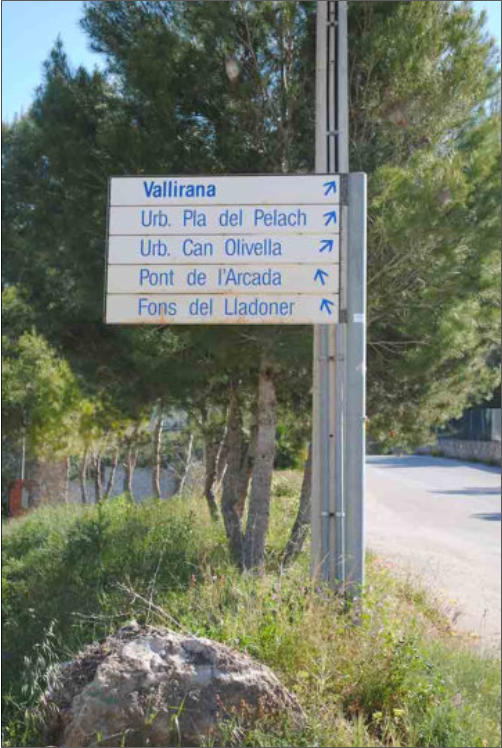 Vallirana
Urb. Pla del Pelach
Urb. Can Olivella
Pont de l'Arcada
Fons del Lladoner